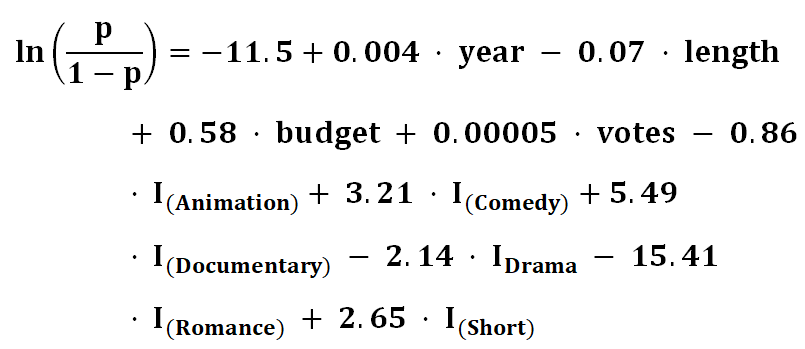 ln(p/(1 − p)) = −11.5 + 0.004 · year − 0.07 · length
+ 0.58 · budget + 0.00005 · votes − 0.86
· I(Animation) + 3.21 · I(Comedy) + 5.49
· I(Documentary) − 2.14 · IDrama − 15.41
· I(Romance) + 2.65 · I(Short)